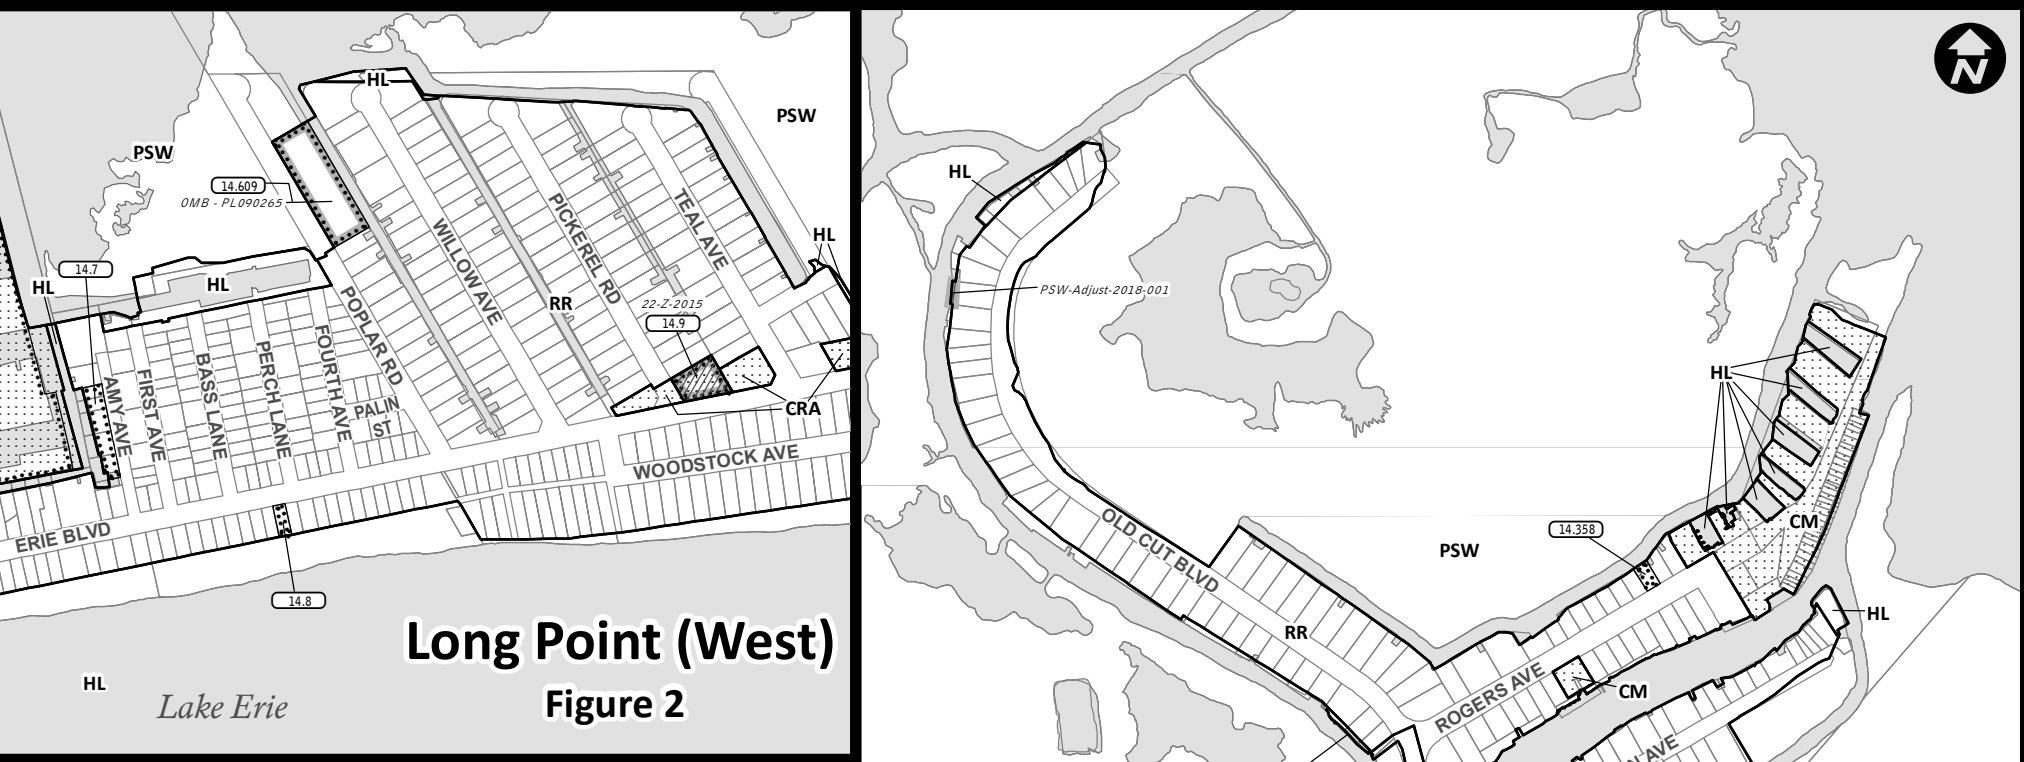 HL
PSW
PSW
14.609
OMB - PL090265
HL
14.7
HL
HL
WILLOW AVE
PICKEREL RD
TEAL AVE
RR
22-Z-2015
14.9
POPLAR RD
AMY AVE
FIRST AVE
BASS LANE
PERCH LANE
FOURTH AVE
PALIN
ST
CRA
WOODSTOCK AVE
ERIE BLVD
14.8
Long Point (West)
Figure 2
HL
Lake Erie
N
HL
PSW-Adjust-2018-001
HL
OLD CUT BLVD
14.358
CM
PSW
HL
RR
ROGERS AVE
CM
AVE